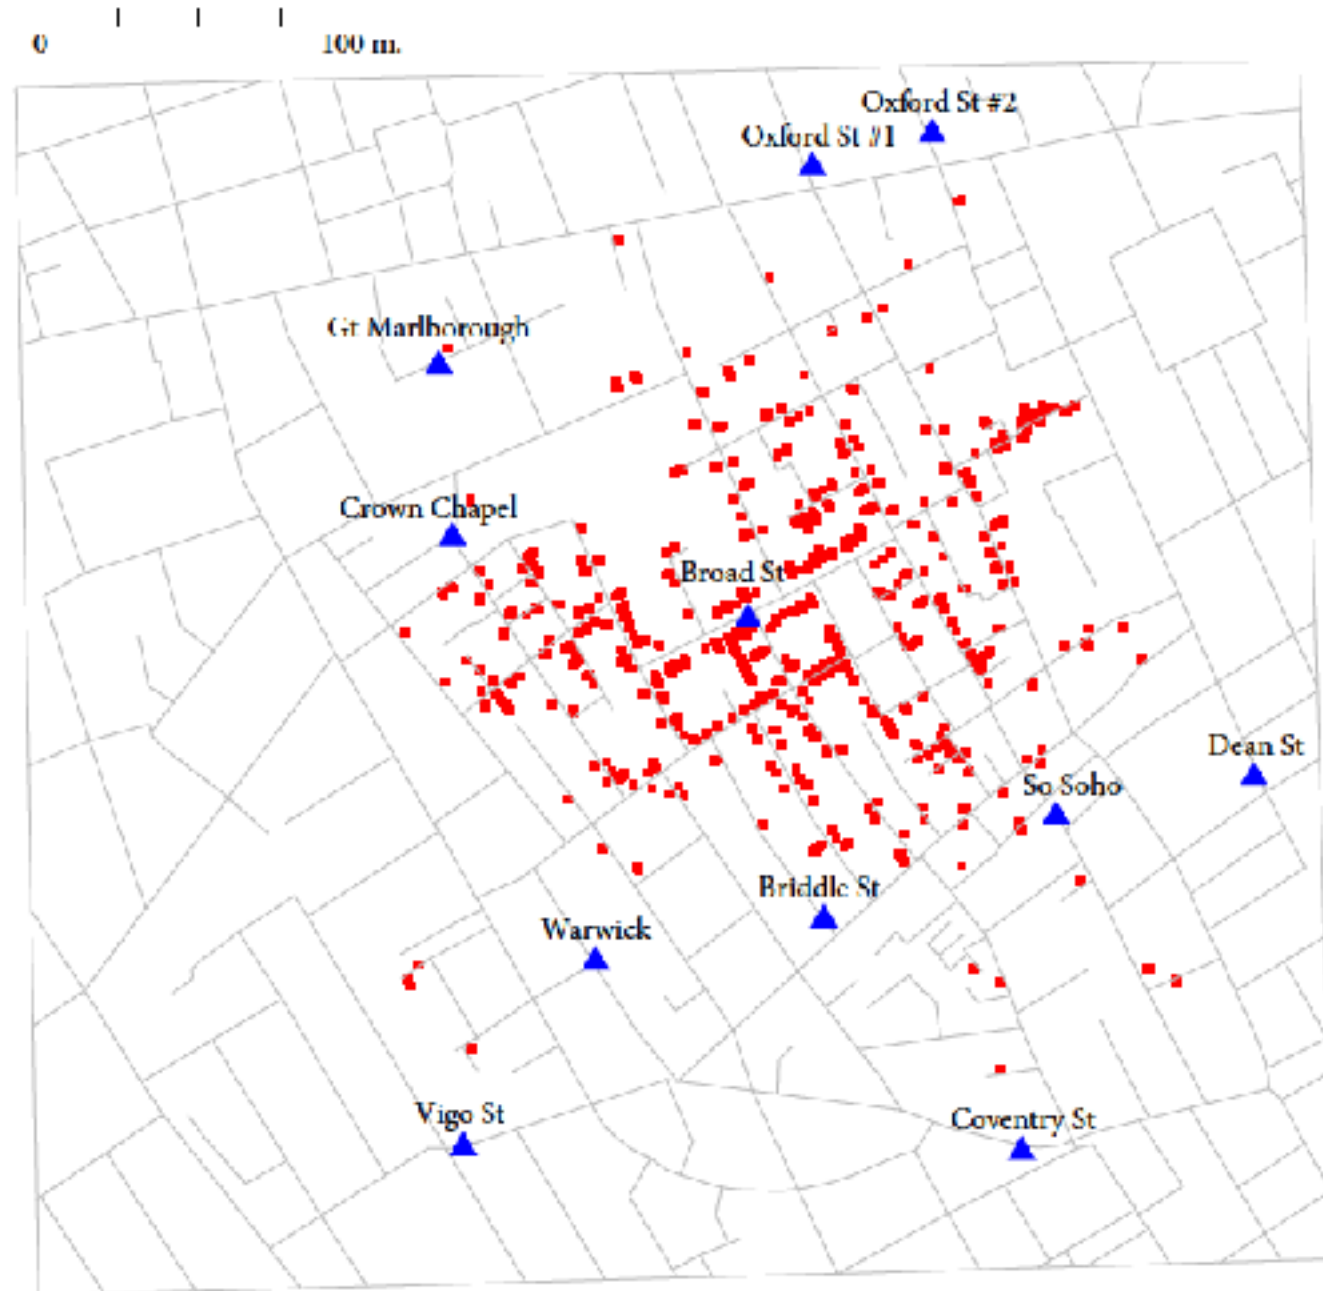 0 100 m.
Oxford St #2
Oxford St #1
Gt Marlborough
Crown Chapel
Broad St
Dean St
So Soho
Briddle St
Warwick
Vigo St
Coventry St